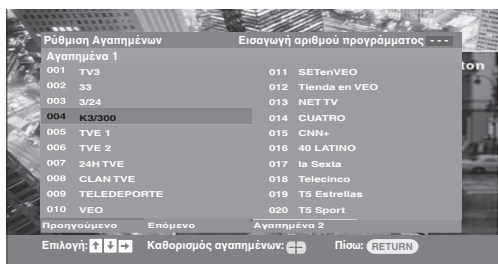 Ρύθμιση Αγαπημένων Εισαγωγή αριθμού προγράμματος - - -
Αγαπημένα 1
001 TV3
002 33
003 3/24
004 K3/300
005 TVE 1
006 TVE 2
007 24H TVE
008 CLAN TVE
009 TELEDEPORTE
010 VEO
011 SETenVEO
012 Tienda en VEO
013 NET TV
014 CUATRO
015 CNN+
016 40 LATINO
017 la Sexta
018 Telecinco
019 T5 Estrellas
020 T5 Sport
Προηγούμενο Επόμενο Αγαπημένα 2
Επιλογή: Καθορισμός αγαπημένων: Πίσω: RETURN
ton